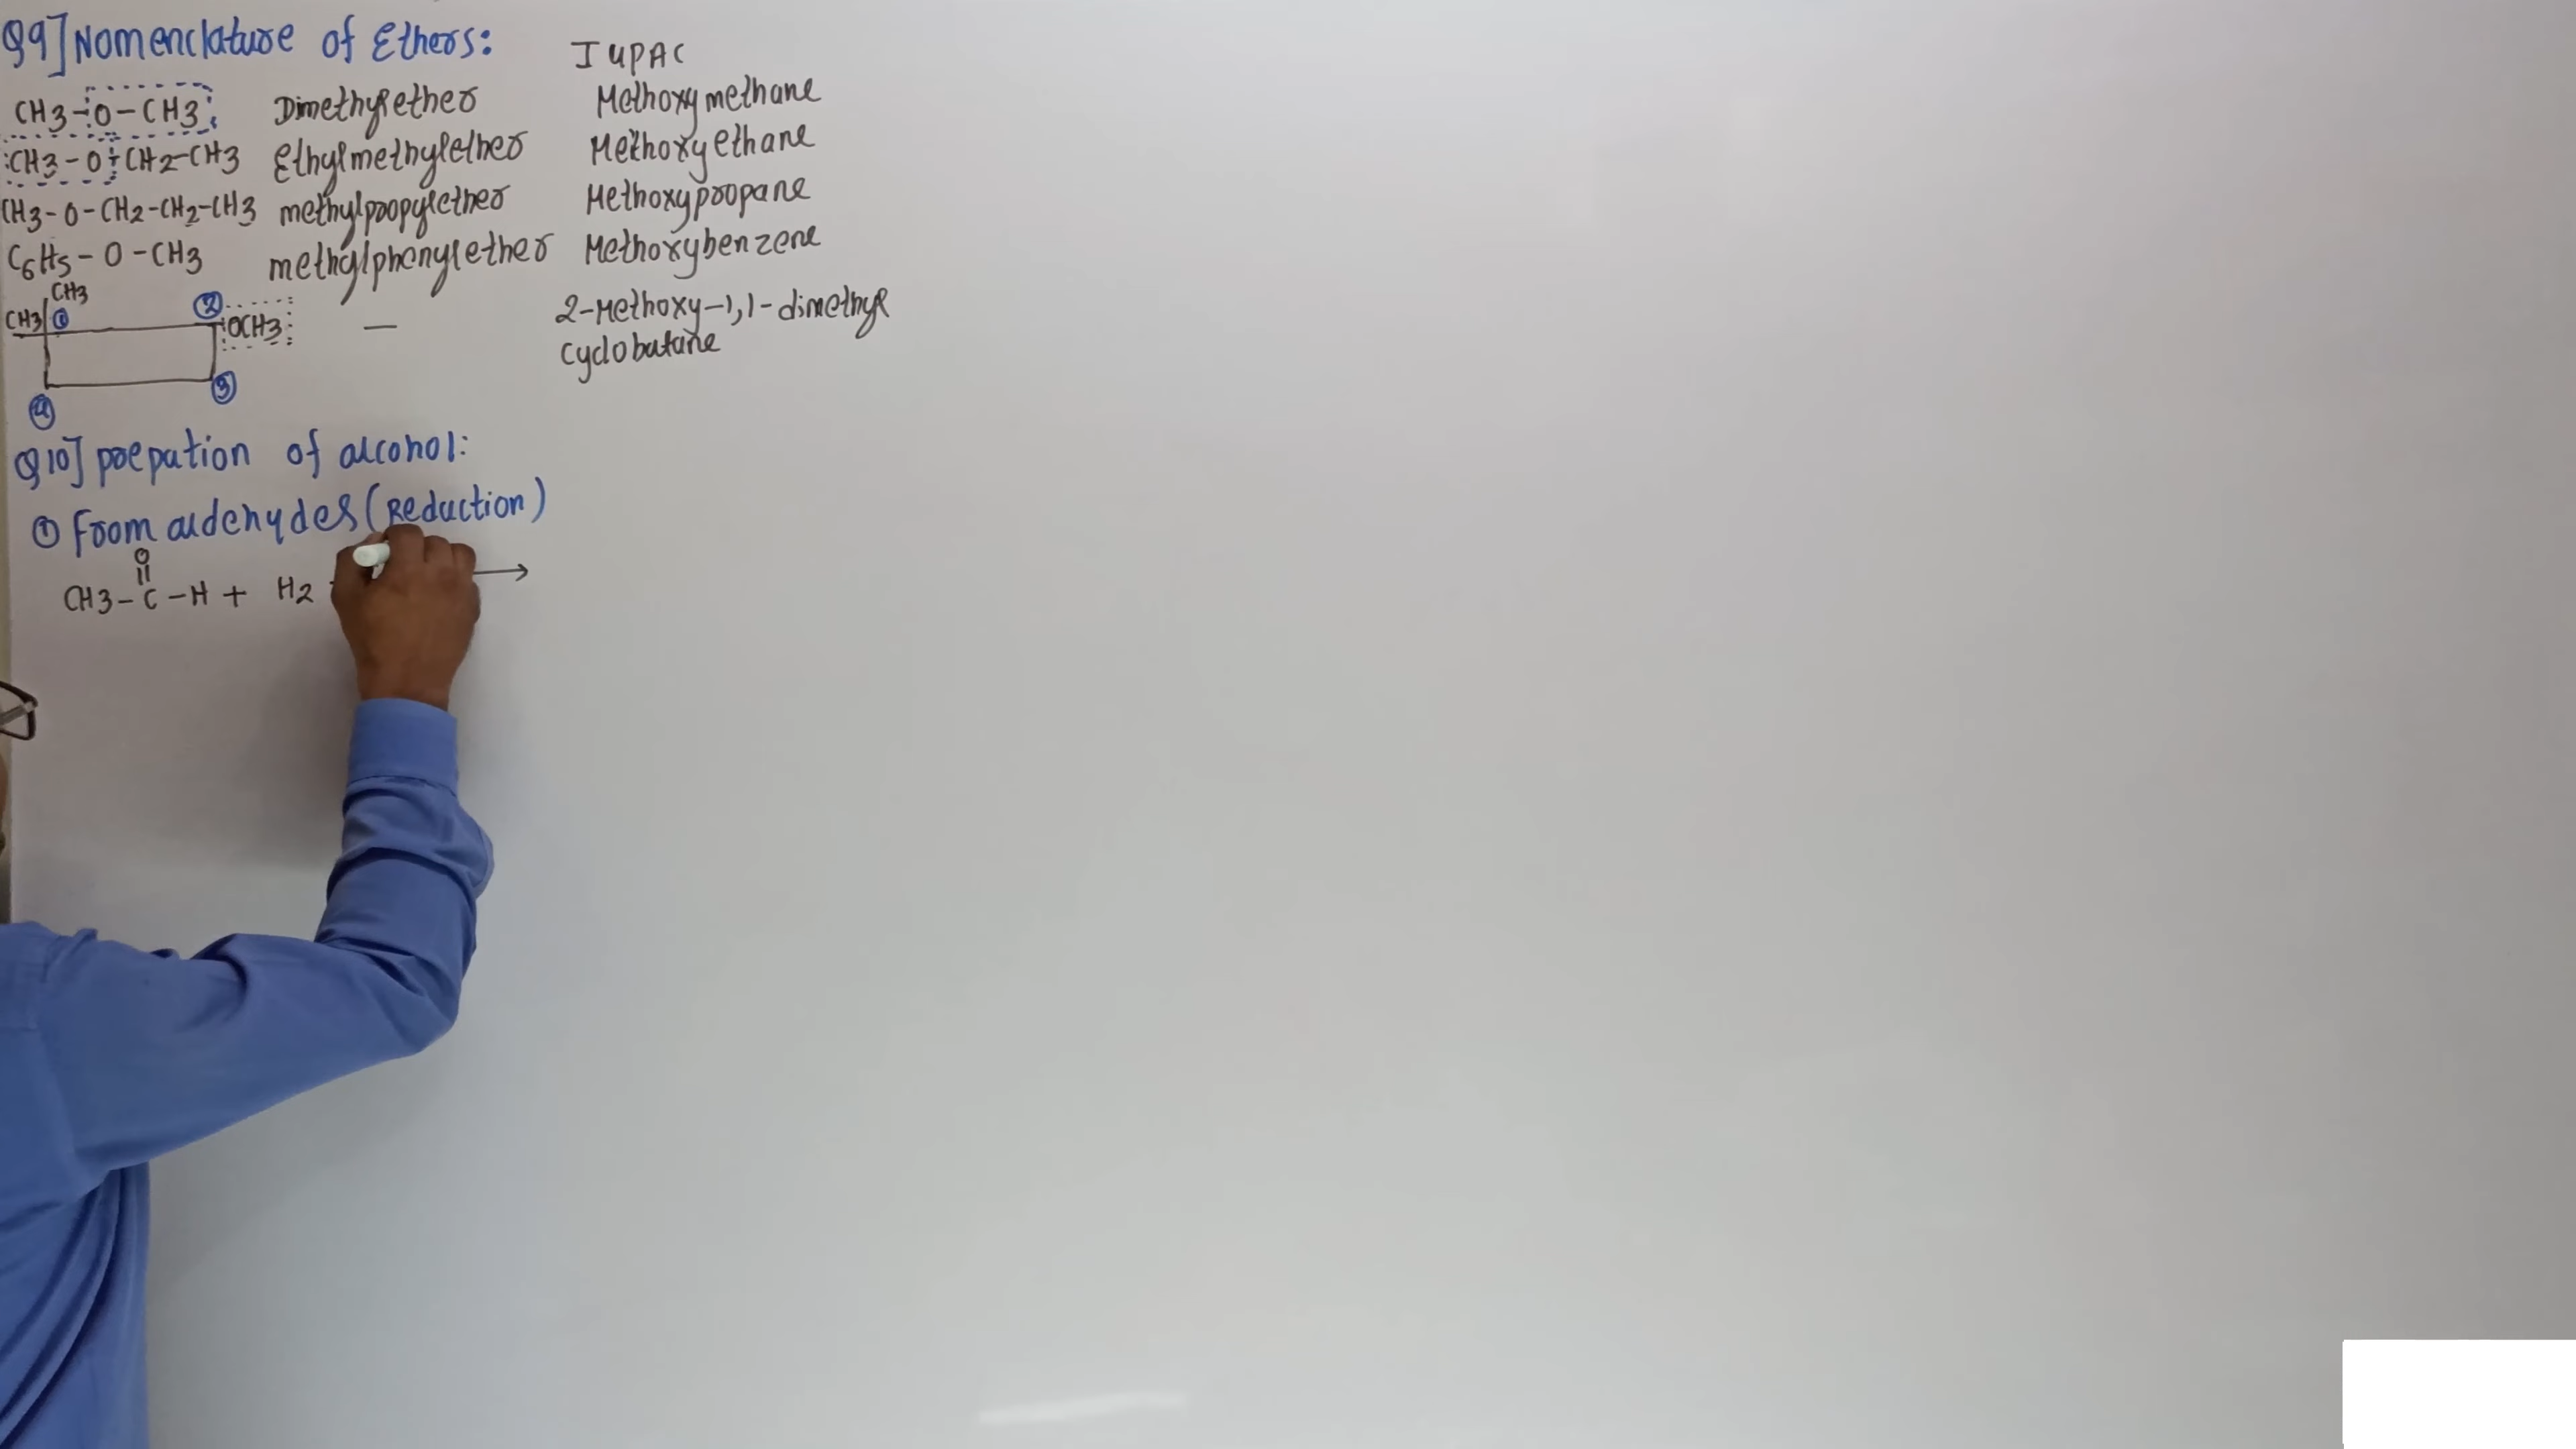 Q9] Nomenclature of Ethers:
IUPAC
CH3-O-CH3 Dimethylether Methoxymethane
CH3-O-CH2-CH3 Ethylmethylether Methoxyethane
CH3-O-CH2-CH2-CH3 methylpropylether Methoxypropane
C6H5-O-CH3 methylphenylether Methoxybenzene
CH3
CH3 ① ② OCH3 — 2-Methoxy-1,1-dimethyl
cyclobutane
③
④
Q10] prepation of alcohol:
① From aldehydes (Reduction)
O
CH3-C-H + H2 →